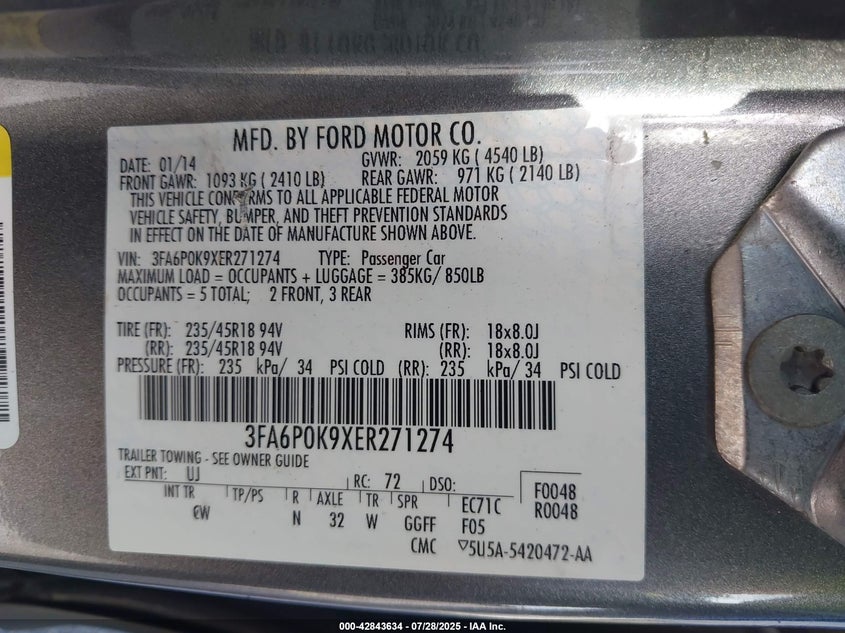 MFD. BY FORD MOTOR CO.
DATE: 01/14 GVWR: 2059 KG ( 4540 LB)
FRONT GAWR: 1093 KG ( 2410 LB) REAR GAWR: 971 KG ( 2140 LB)
THIS VEHICLE CONFORMS TO ALL APPLICABLE FEDERAL MOTOR
VEHICLE SAFETY, BUMPER, AND THEFT PREVENTION STANDARDS
IN EFFECT ON THE DATE OF MANUFACTURE SHOWN ABOVE.
VIN: 3FA6P0K9XER271274 TYPE: Passenger Car
MAXIMUM LOAD = OCCUPANTS + LUGGAGE = 385KG/ 850LB
OCCUPANTS = 5 TOTAL; 2 FRONT, 3 REAR
TIRE (FR): 235/45R18 94V RIMS (FR): 18x8.0J
(RR): 235/45R18 94V (RR): 18x8.0J
PRESSURE (FR): 235 kPa/ 34 PSI COLD (RR): 235 kPa/ 34 PSI COLD
3FA6P0K9XER271274
TRAILER TOWING - SEE OWNER GUIDE
EXT PNT: UJ RC: 72 DSO: F0048
INT TR TP/PS R AXLE TR SPR EC71C R0048
CW N 32 W GGFF F05
CMC 5U5A-5420472-AA
000-42843634 / 07/28/2025 - IAA Inc.